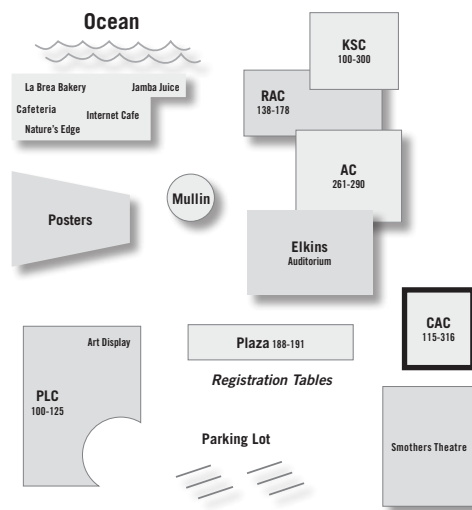 Ocean
KSC
100-300
La Brea Bakery
Jamba Juice
Cafeteria
Internet Cafe
Nature's Edge
RAC
138-178
AC
261-290
Mullin
Posters
Elkins
Auditorium
CAC
115-316
Plaza 188-191
Art Display
Registration Tables
PLC
100-125
Parking Lot
Smothers Theatre